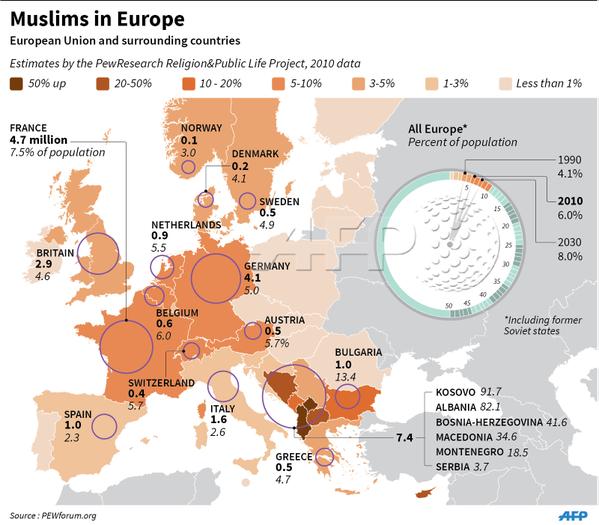 Muslims in Europe
European Union and surrounding countries
Estimates by the PewResearch Religion&Public Life Project, 2010 data
50% up
20-50%
10 - 20%
5-10%
3-5%
1-3%
Less than 1%
FRANCE
4.7 million
7.5% of population
NORWAY
0.1
3.0
DENMARK
0.2
4.1
SWEDEN
0.5
4.9
NETHERLANDS
0.9
5.5
BRITAIN
2.9
4.6
GERMANY
4.1
5.0
BELGIUM
0.6
6.0
AUSTRIA
0.5
5.7%
SWITZERLAND
0.4
5.7
BULGARIA
1.0
13.4
SPAIN
1.0
2.3
ITALY
1.6
2.6
GREECE
0.5
4.7
All Europe*
Percent of population
1990
4.1%
2010
6.0%
2030
8.0%
5
10
15
20
25
30
35
40
45
50
*Including former
Soviet states
7.4
KOSOVO 91.7
ALBANIA 82.1
BOSNIA-HERZEGOVINA 41.6
MACEDONIA 34.6
MONTENEGRO 18.5
SERBIA 3.7
AFP
Source : PEWforum.org
AFP